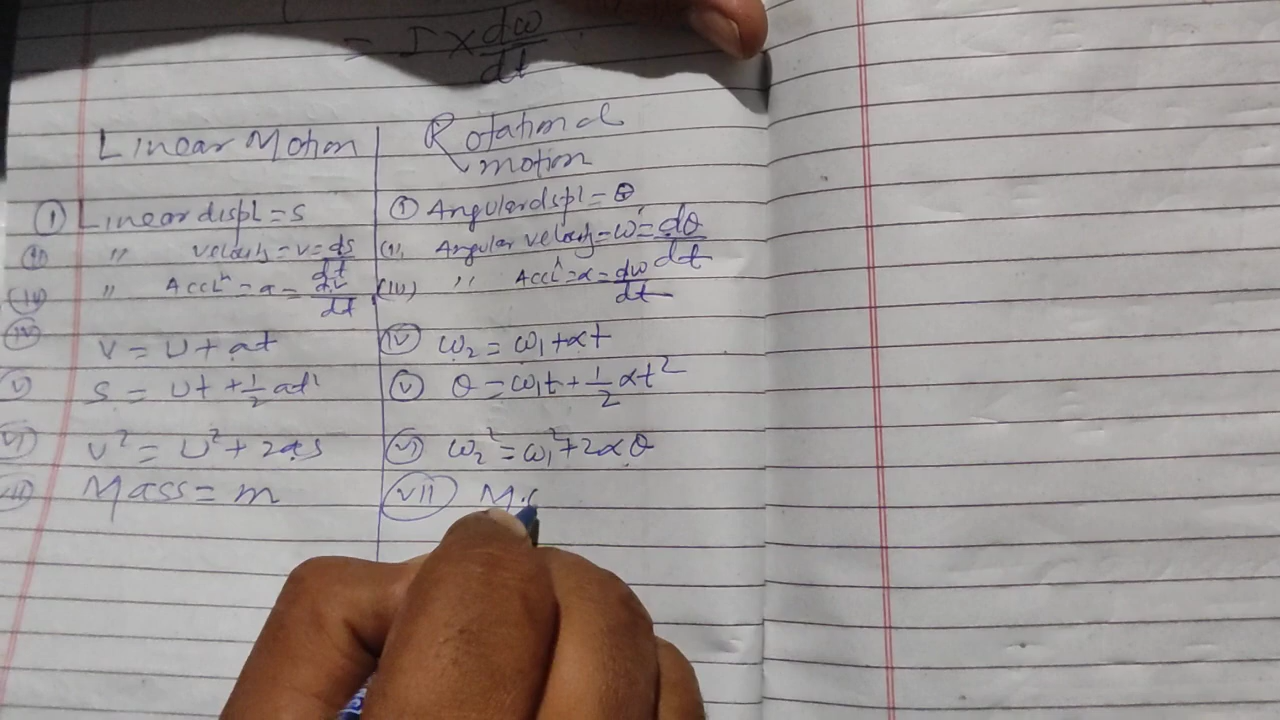 = I × dω/dt
Linear Motion | Rotational motion
(i) Linear displ = s | (i) Angular displ = θ
(ii) " velocity = v = ds/dt | (ii) Angular velocity = ω = dθ/dt
(iii) " Accl^n = a = dv/dt | (iii) " Accl^n = α = dω/dt
(iv) v = u + at | (iv) ω₂ = ω₁ + αt
(v) s = ut + 1/2 at² | (v) θ = ω₁t + 1/2 αt²
(vi) v² = u² + 2as | (vi) ω₂² = ω₁² + 2αθ
(vii) Mass = m | (vii) M